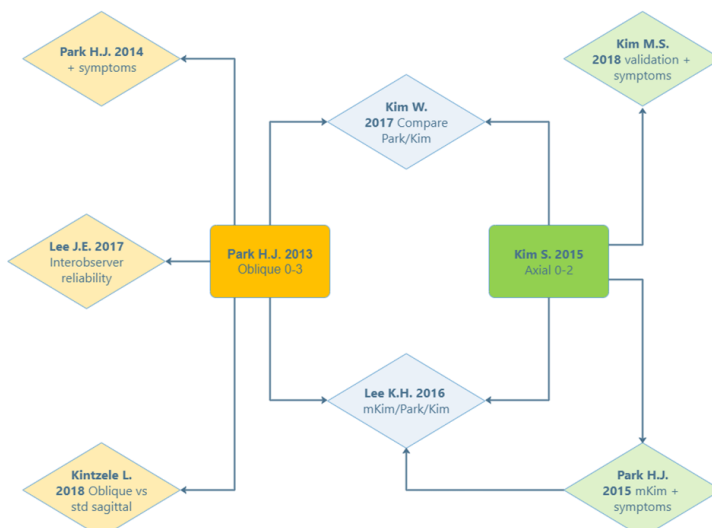 Park H.J. 2014
+ symptoms
Kim M.S.
2018 validation +
symptoms
Kim W.
2017 Compare
Park/Kim
Lee J.E. 2017
Interobserver
reliability
Park H.J. 2013
Oblique 0-3
Kim S. 2015
Axial 0-2
Lee K.H. 2016
mKim/Park/Kim
Kintzele L.
2018 Oblique vs
std sagittal
Park H.J.
2015 mKim +
symptoms